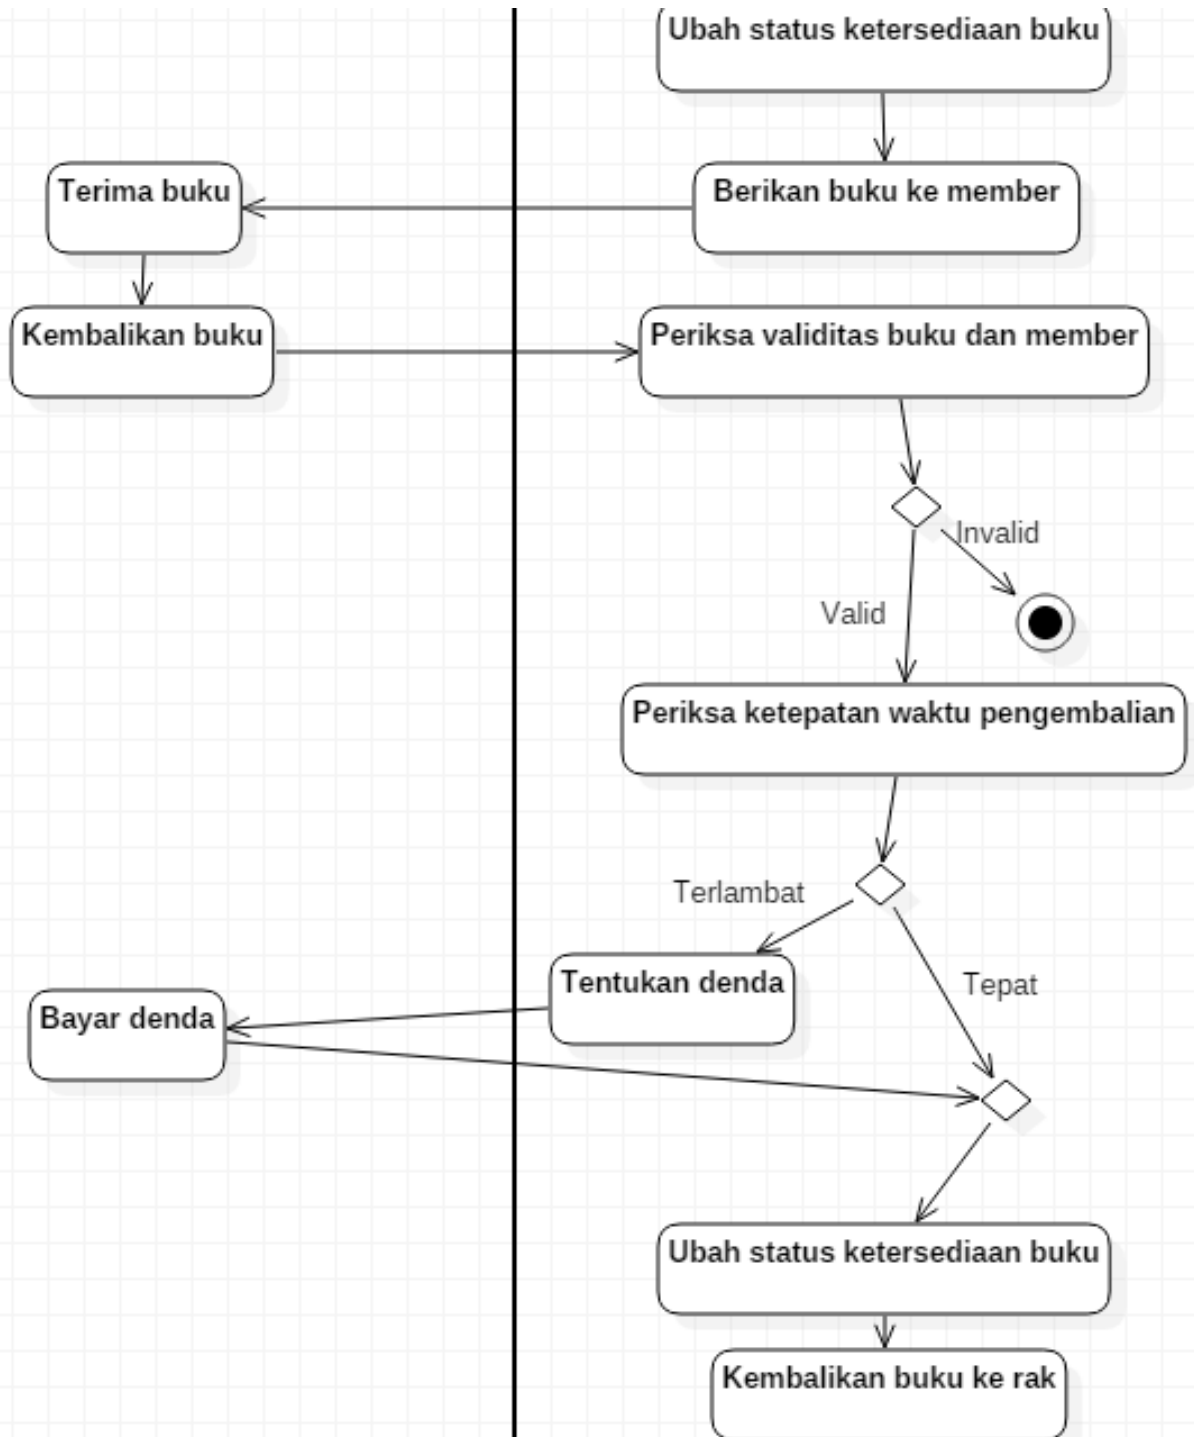 Ubah status ketersediaan buku
Terima buku
Berikan buku ke member
Kembalikan buku
Periksa validitas buku dan member
Invalid
Valid
Periksa ketepatan waktu pengembalian
Terlambat
Tentukan denda
Tepat
Bayar denda
Ubah status ketersediaan buku
Kembalikan buku ke rak